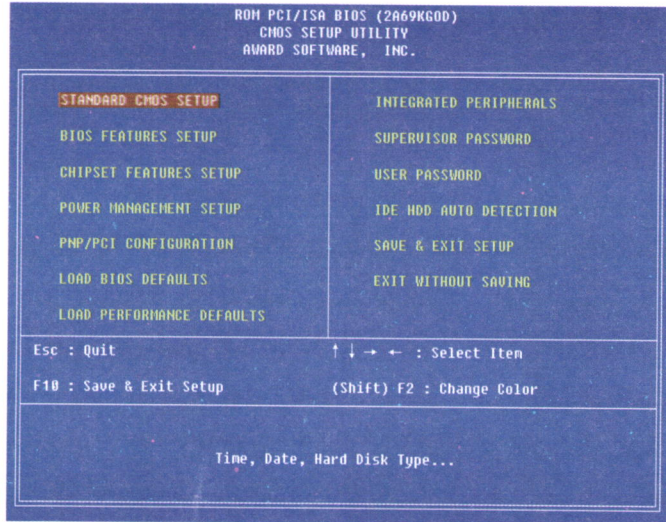 ROM PCI/ISA BIOS (2A69KGOD)
CMOS SETUP UTILITY
AWARD SOFTWARE, INC.
STANDARD CMOS SETUP
BIOS FEATURES SETUP
CHIPSET FEATURES SETUP
POWER MANAGEMENT SETUP
PNP/PCI CONFIGURATION
LOAD BIOS DEFAULTS
LOAD PERFORMANCE DEFAULTS
INTEGRATED PERIPHERALS
SUPERVISOR PASSWORD
USER PASSWORD
IDE HDD AUTO DETECTION
SAVE & EXIT SETUP
EXIT WITHOUT SAVING
Esc : Quit
↑ ↓ → ← : Select Item
F10 : Save & Exit Setup
(Shift) F2 : Change Color
Time, Date, Hard Disk Type...